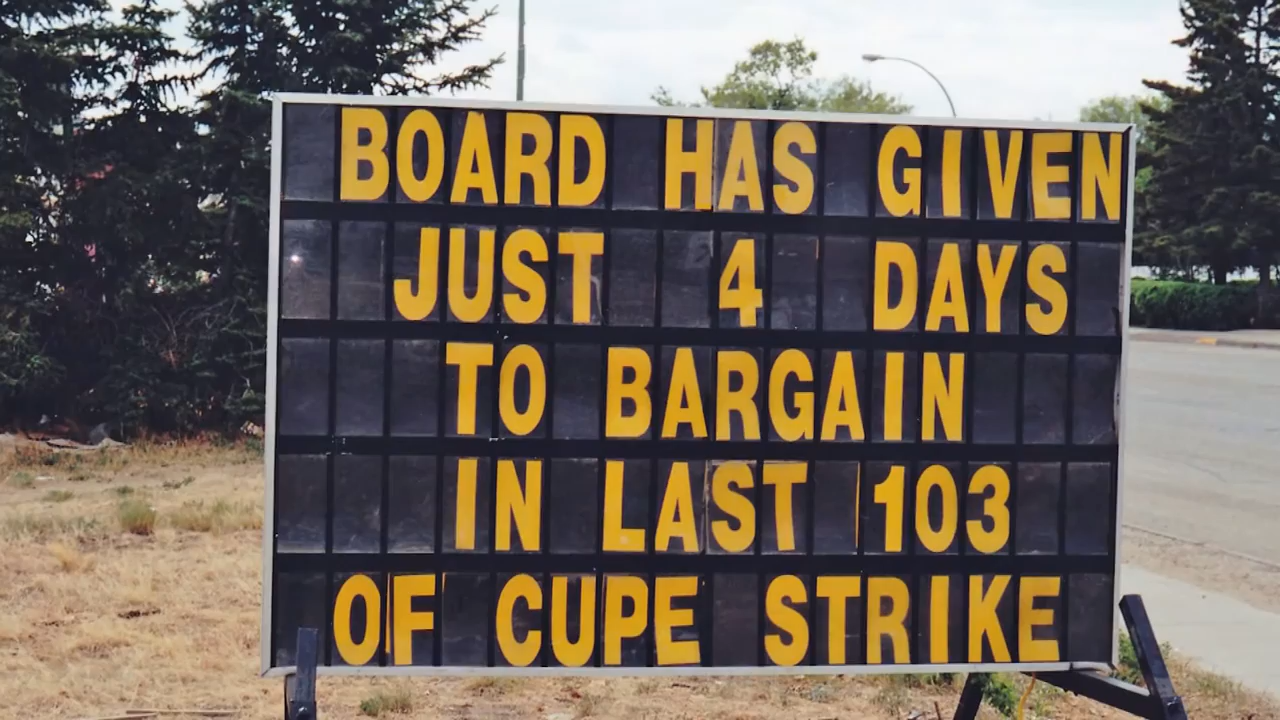 BOARD HAS GIVEN
JUST 4 DAYS
TO BARGAIN
IN LAST 103
OF CUPE STRIKE